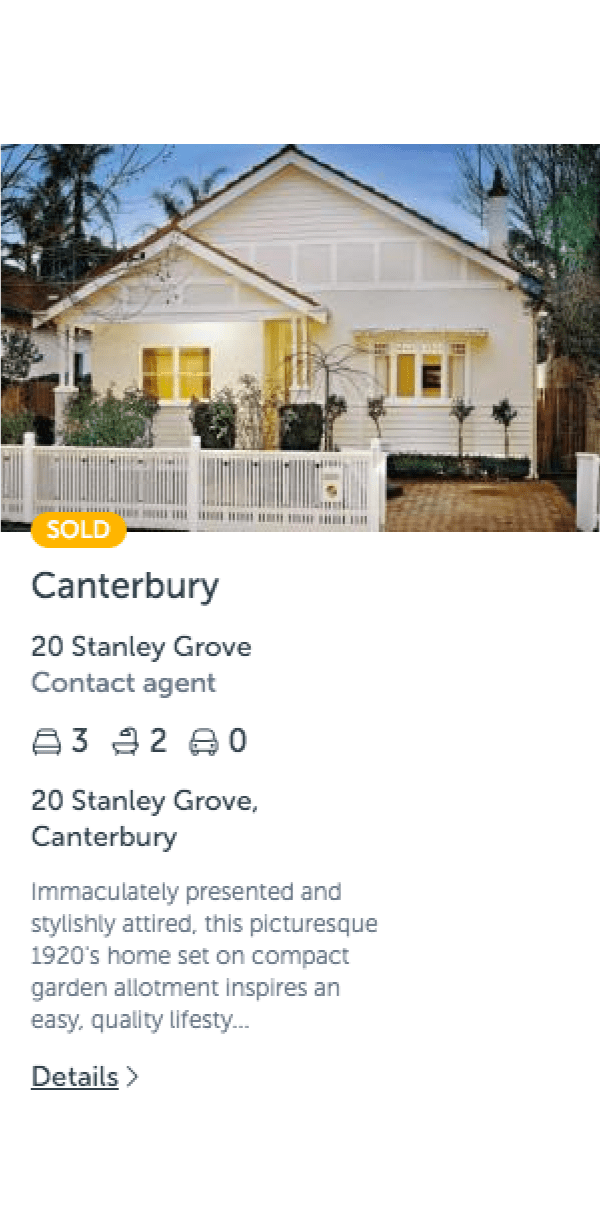 SOLD
Canterbury
20 Stanley Grove
Contact agent
3 2 0
20 Stanley Grove,
Canterbury
Immaculately presented and
stylishly attired, this picturesque
1920's home set on compact
garden allotment inspires an
easy, quality lifesty...
Details